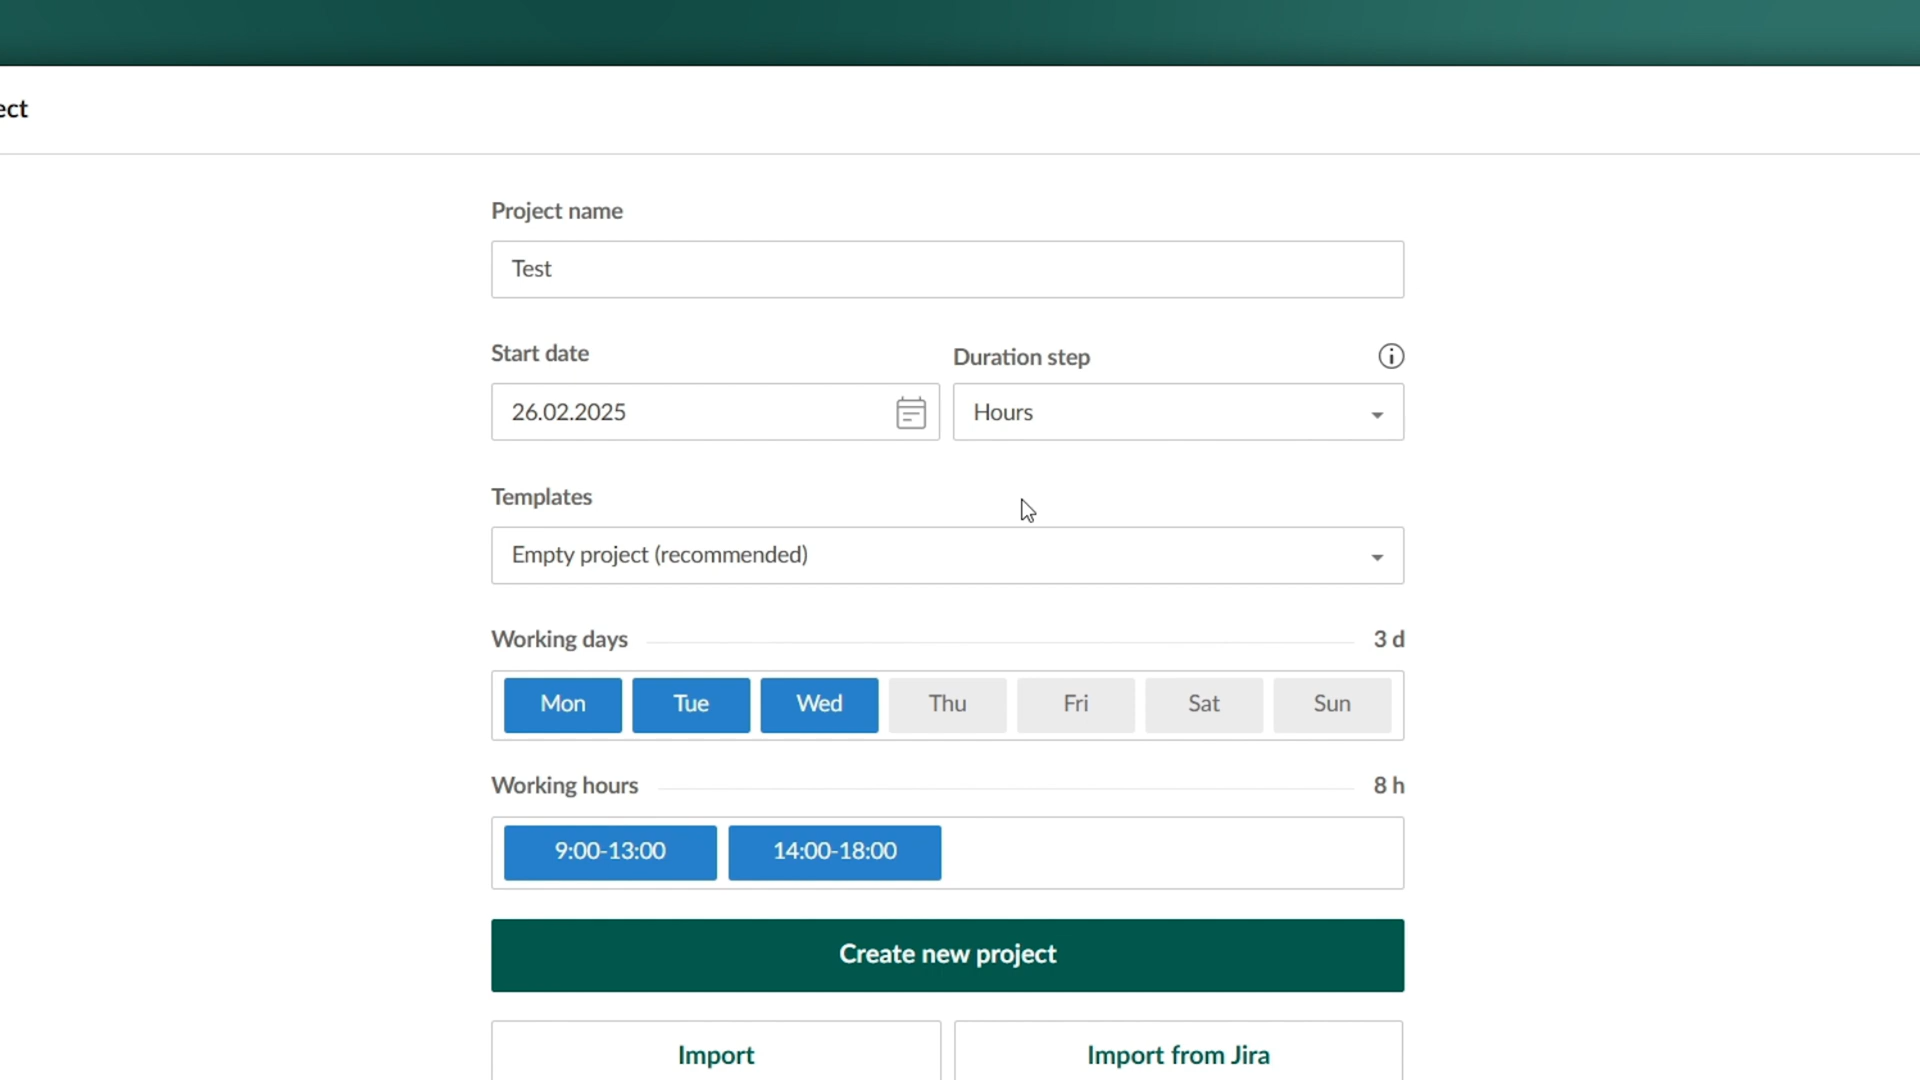 ect
Project name
Test
Start date
Duration step
26.02.2025
Hours
Templates
Empty project (recommended)
Working days 3 d
Mon Tue Wed Thu Fri Sat Sun
Working hours 8 h
9:00-13:00 14:00-18:00
Create new project
Import Import from Jira